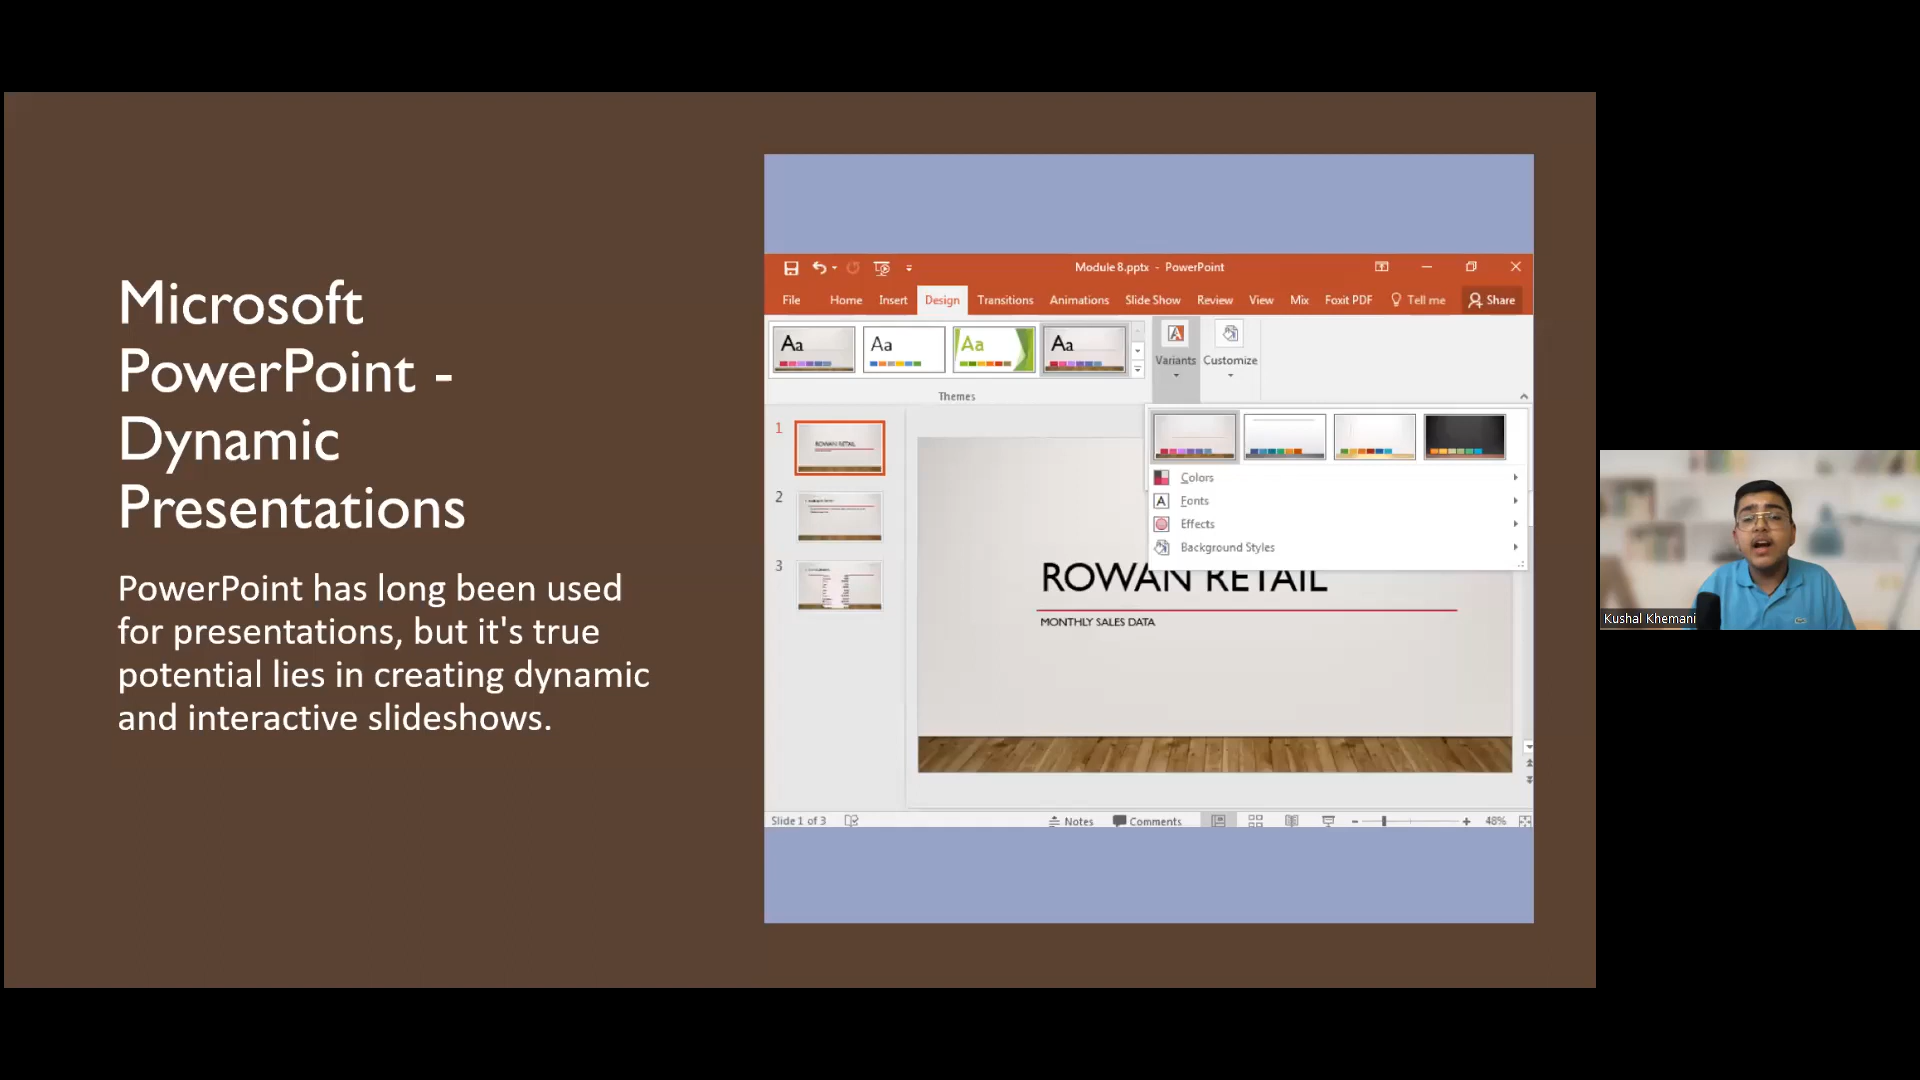 Microsoft
PowerPoint -
Dynamic
Presentations
PowerPoint has long been used
for presentations, but it's true
potential lies in creating dynamic
and interactive slideshows.
Module 8.pptx - PowerPoint
File Home Insert Design Transitions Animations Slide Show Review View Mix Foxit PDF Tell me Share
Aa Aa Aa Aa
Variants Customize
Themes
1
ROWAN RETAIL
2
3
Colors
Fonts
Effects
Background Styles
ROWAN RETAIL
MONTHLY SALES DATA
Slide 1 of 3 Notes Comments 48%
Kushal Khemani